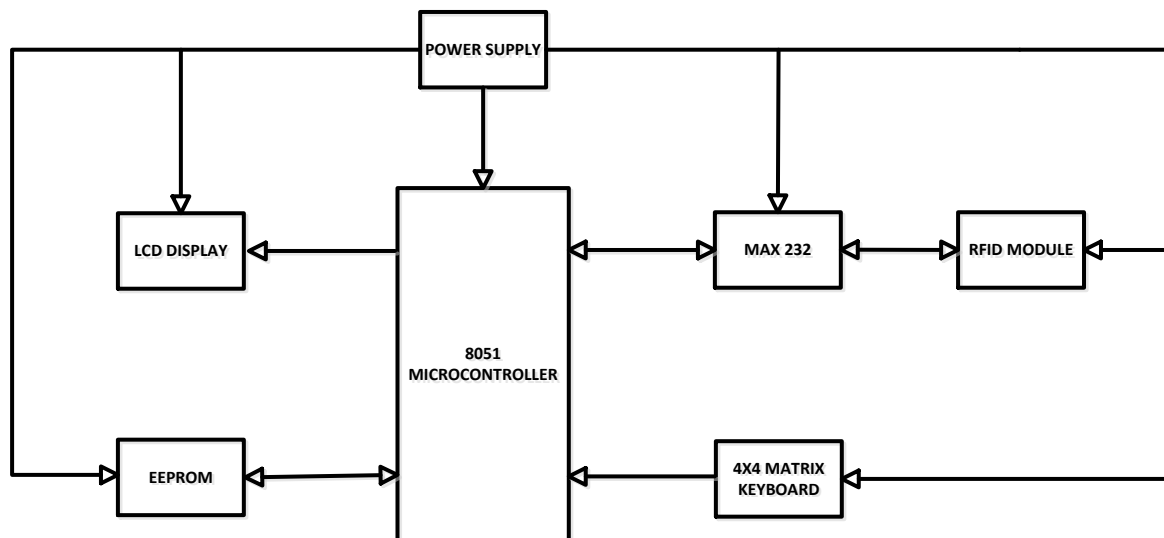 POWER SUPPLY
LCD DISPLAY
MAX 232
RFID MODULE
8051
MICROCONTROLLER
EEPROM
4X4 MATRIX
KEYBOARD